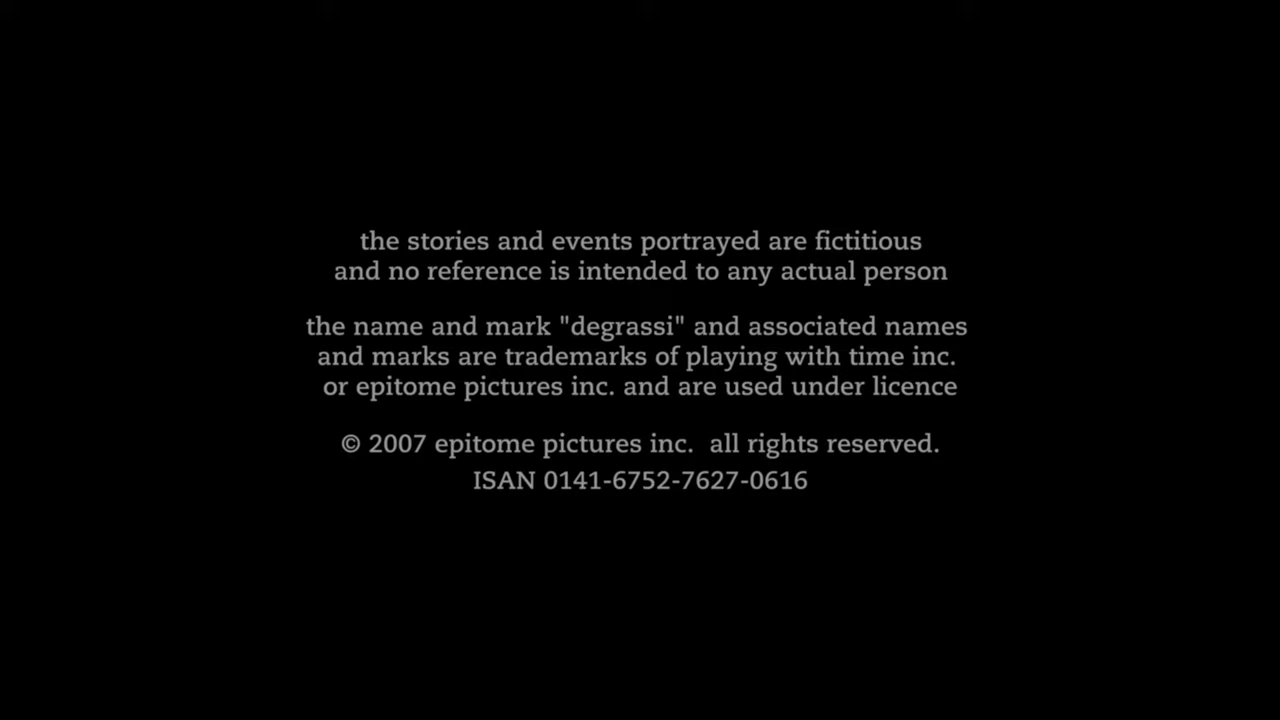 the stories and events portrayed are fictitious
and no reference is intended to any actual person
the name and mark "degrassi" and associated names
and marks are trademarks of playing with time inc.
or epitome pictures inc. and are used under licence
© 2007 epitome pictures inc.  all rights reserved.
ISAN 0141-6752-7627-0616